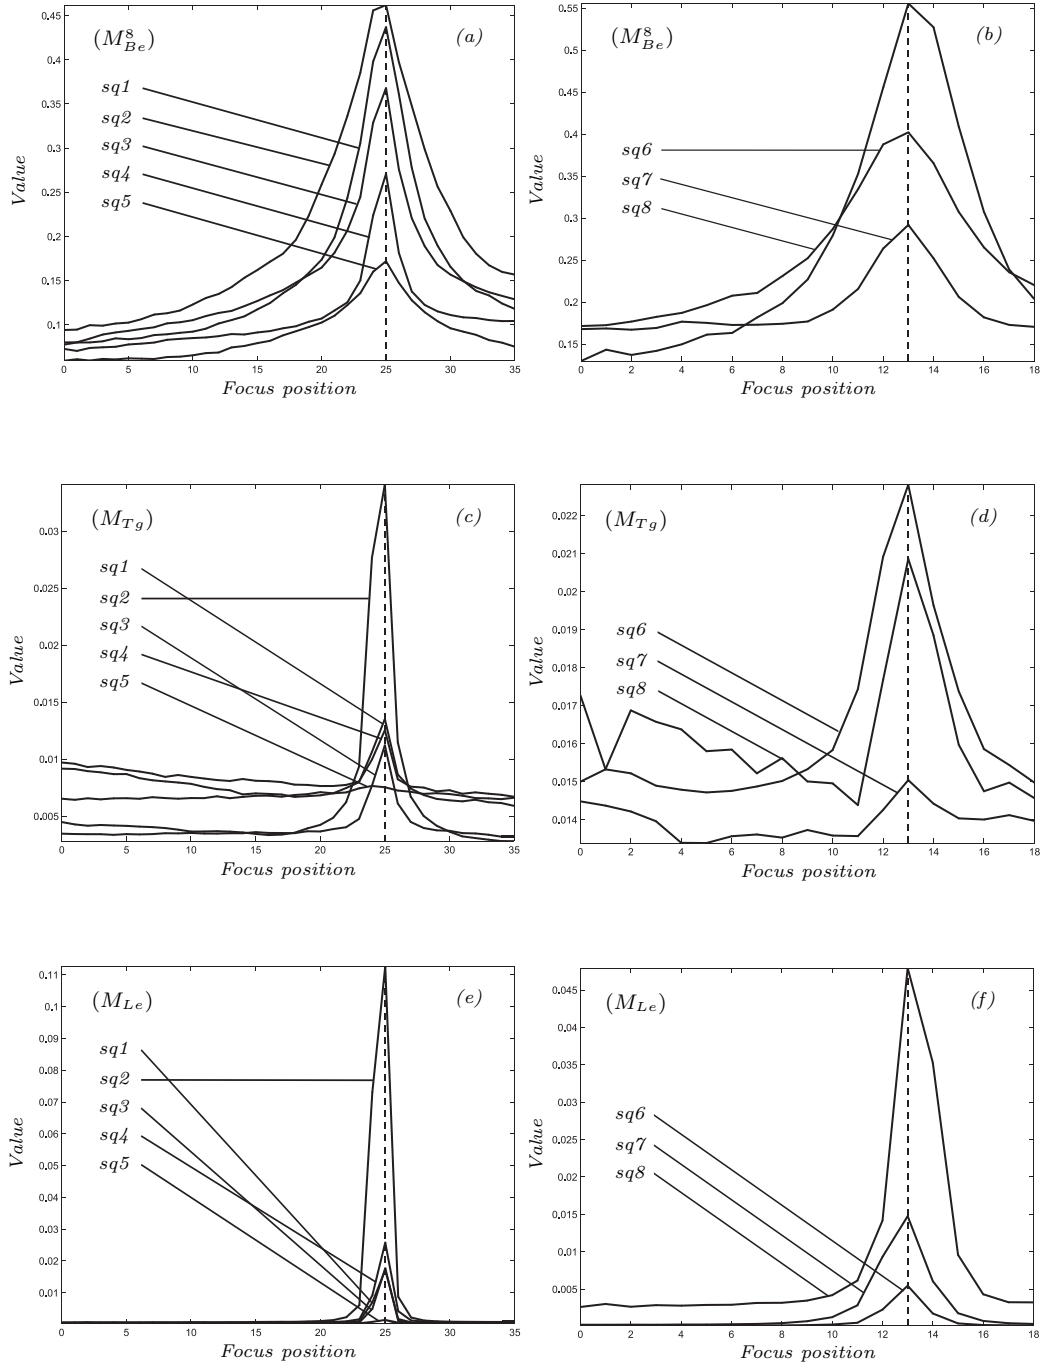 (M⁸_Be) (a)
sq1
sq2
sq3
sq4
sq5
Value
0.45
0.4
0.35
0.3
0.25
0.2
0.15
0.1
0 5 10 15 20 25 30 35
Focus position
(M⁸_Be) (b)
sq6
sq7
sq8
Value
0.55
0.5
0.45
0.4
0.35
0.3
0.25
0.2
0.15
0 2 4 6 8 10 12 14 16 18
Focus position
(M_Tg) (c)
sq1
sq2
sq3
sq4
sq5
Value
0.03
0.025
0.02
0.015
0.01
0.005
0 5 10 15 20 25 30 35
Focus position
(M_Tg) (d)
sq6
sq7
sq8
Value
0.022
0.021
0.02
0.019
0.018
0.017
0.016
0.015
0.014
0 2 4 6 8 10 12 14 16 18
Focus position
(M_Le) (e)
sq1
sq2
sq3
sq4
sq5
Value
0.11
0.1
0.09
0.08
0.07
0.06
0.05
0.04
0.03
0.02
0.01
0 5 10 15 20 25 30 35
Focus position
(M_Le) (f)
sq6
sq7
sq8
Value
0.045
0.04
0.035
0.03
0.025
0.02
0.015
0.01
0.005
0 2 4 6 8 10 12 14 16 18
Focus position